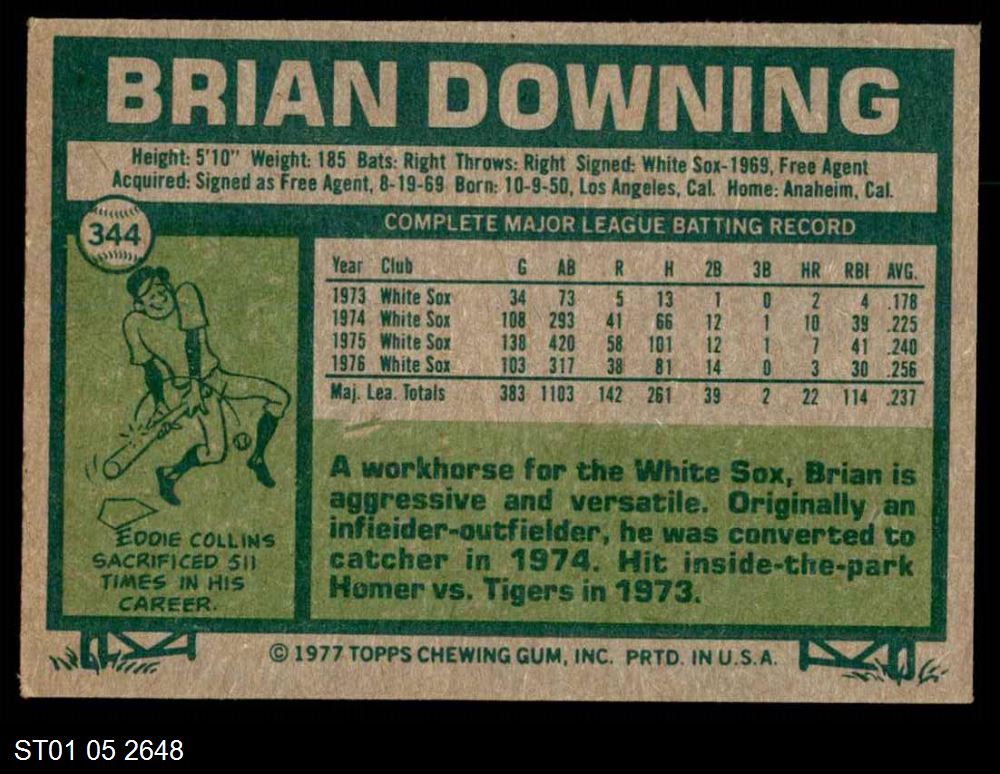 BRIAN DOWNING
Height: 5'10" Weight: 185 Bats: Right Throws: Right Signed: White Sox-1969, Free Agent
Acquired: Signed as Free Agent, 8-19-69 Born: 10-9-50, Los Angeles, Cal. Home: Anaheim, Cal.
344
COMPLETE MAJOR LEAGUE BATTING RECORD
Year Club G AB R H 2B 3B HR RBI AVG.
1973 White Sox 34 73 5 13 1 0 2 4 .178
1974 White Sox 108 293 41 66 12 1 10 39 .225
1975 White Sox 138 420 58 101 12 1 7 41 .240
1976 White Sox 103 317 38 81 14 0 3 30 .256
Maj. Lea. Totals 383 1103 142 261 39 2 22 114 .237
A workhorse for the White Sox, Brian is
aggressive and versatile. Originally an
infieider-outfielder, he was converted to
catcher in 1974. Hit inside-the-park
Homer vs. Tigers in 1973.
EDDIE COLLINS
SACRIFICED 511
TIMES IN HIS
CAREER.
© 1977 TOPPS CHEWING GUM, INC. PRTD. IN U.S.A.
ST01 05 2648